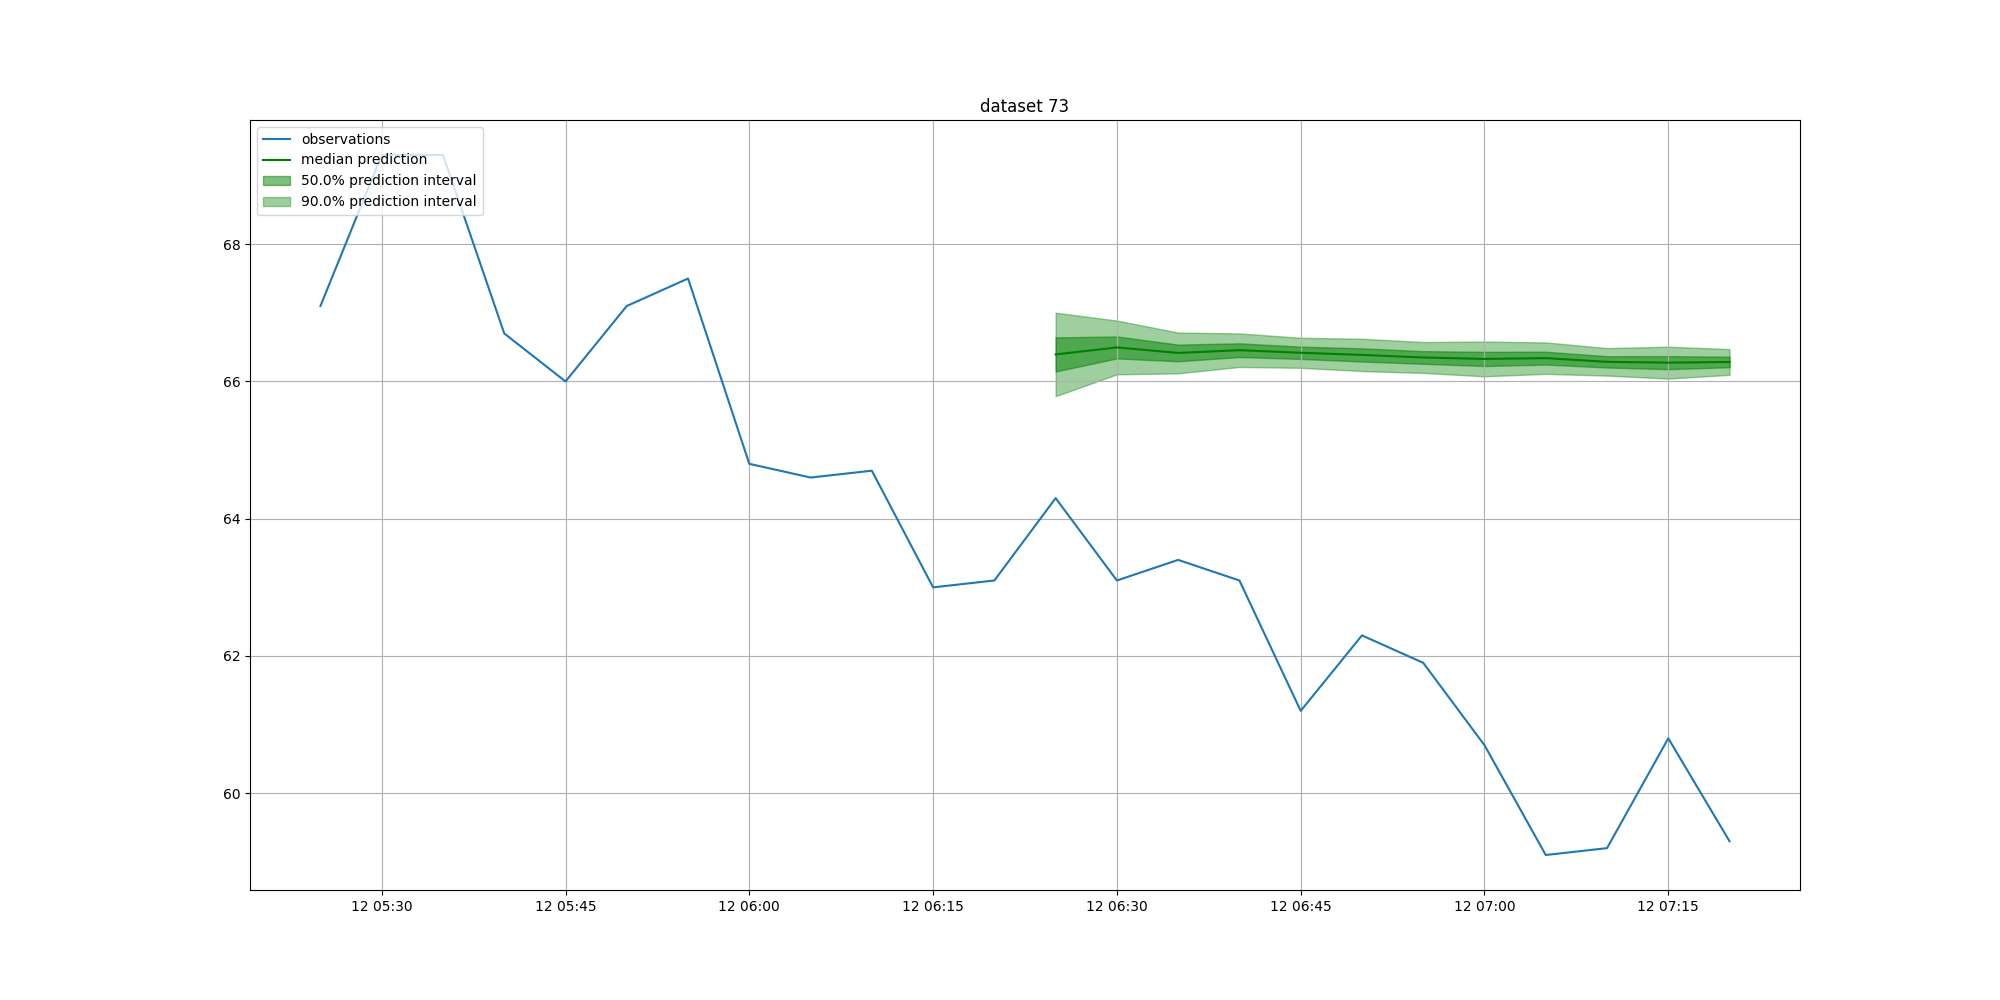 dataset 73
observations
median prediction
50.0% prediction interval
90.0% prediction interval
68
66
64
62
60
12 05:30
12 05:45
12 06:00
12 06:15
12 06:30
12 06:45
12 07:00
12 07:15